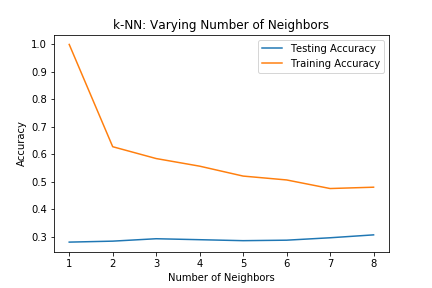 k-NN: Varying Number of Neighbors
Testing Accuracy
Training Accuracy
Accuracy
1.0
0.9
0.8
0.7
0.6
0.5
0.4
0.3
1 2 3 4 5 6 7 8
Number of Neighbors